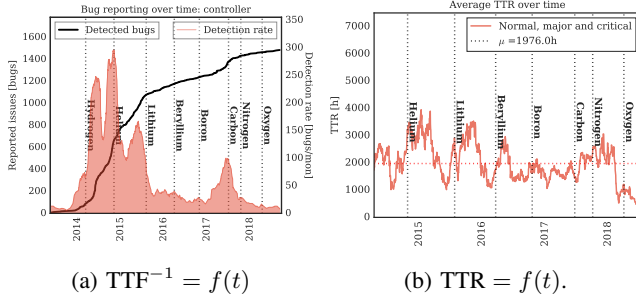 Bug reporting over time: controller
Detected bugs
Detection rate
Reported issues [bugs]
1600
1400
1200
1000
800
600
400
200
0
Hydrogen
Helium
Lithium
Beryllium
Boron
Carbon
Nitrogen
Oxygen
350
300
250
200
150
100
50
0
Detection rate [bugs/mon]
2014
2015
2016
2017
2018
(a) TTF⁻¹ = f(t)
Average TTR over time
Normal, major and critical
μ =1976.0h
TTR [h]
7000
6000
5000
4000
3000
2000
1000
0
Helium
Lithium
Beryllium
Boron
Carbon
Nitrogen
Oxygen
2015
2016
2017
2018
(b) TTR = f(t).